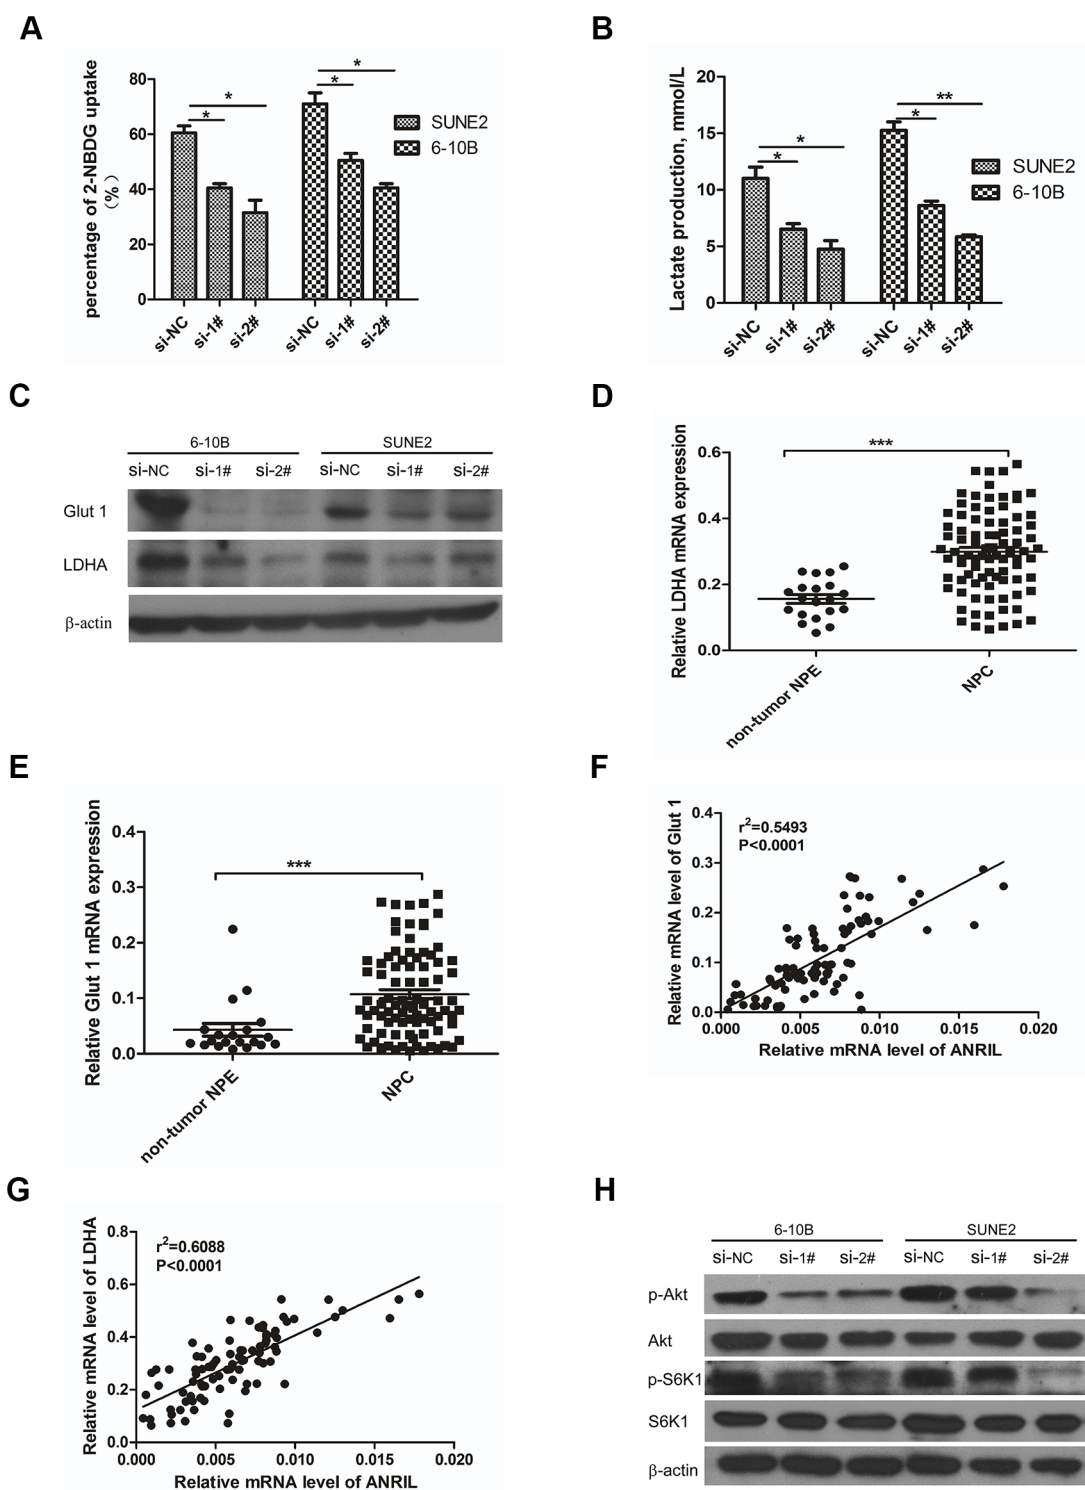 A
percentage of 2-NBDG uptake
(%)
80
60
40
20
0
*
*
*
*
SUNE2
6-10B
si-NC
si-1#
si-2#
si-NC
si-1#
si-2#
B
Lactate production, mmol/L
20
15
10
5
0
*
*
**
*
SUNE2
6-10B
si-NC
si-1#
si-2#
si-NC
si-1#
si-2#
C
6-10B SUNE2
si-NC si-1# si-2# si-NC si-1# si-2#
Glut 1
LDHA
β-actin
D
Relative LDHA mRNA expression
0.6
0.4
0.2
0.0
***
non-tumor NPE
NPC
E
Relative Glut 1 mRNA expression
0.4
0.3
0.2
0.1
0.0
***
non-tumor NPE
NPC
F
Relative mRNA level of Glut 1
0.4
0.3
0.2
0.1
0.0
r²=0.5493
P<0.0001
0.000 0.005 0.010 0.015 0.020
Relative mRNA level of ANRIL
G
Relative mRNA level of LDHA
0.8
0.6
0.4
0.2
0.0
r²=0.6088
P<0.0001
0.000 0.005 0.010 0.015 0.020
Relative mRNA level of ANRIL
H
6-10B SUNE2
si-NC si-1# si-2# si-NC si-1# si-2#
p-Akt
Akt
p-S6K1
S6K1
β-actin